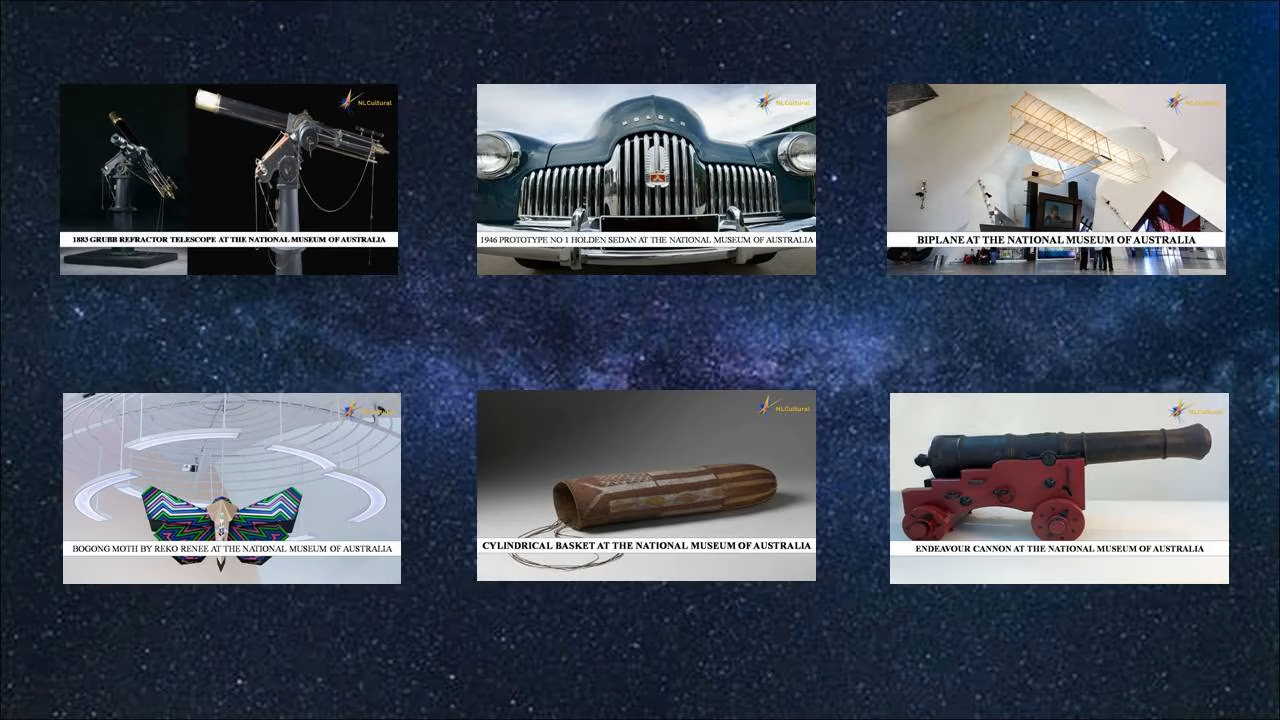 NLCultural
1883 GRUBB REFRACTOR TELESCOPE AT THE NATIONAL MUSEUM OF AUSTRALIA
NLCultural
HOLDEN
1946 PROTOTYPE NO 1 HOLDEN SEDAN AT THE NATIONAL MUSEUM OF AUSTRALIA
NLCultural
BIPLANE AT THE NATIONAL MUSEUM OF AUSTRALIA
NLCultural
BOGONG MOTH BY REKO RENEE AT THE NATIONAL MUSEUM OF AUSTRALIA
NLCultural
CYLINDRICAL BASKET AT THE NATIONAL MUSEUM OF AUSTRALIA
NLCultural
ENDEAVOUR CANNON AT THE NATIONAL MUSEUM OF AUSTRALIA